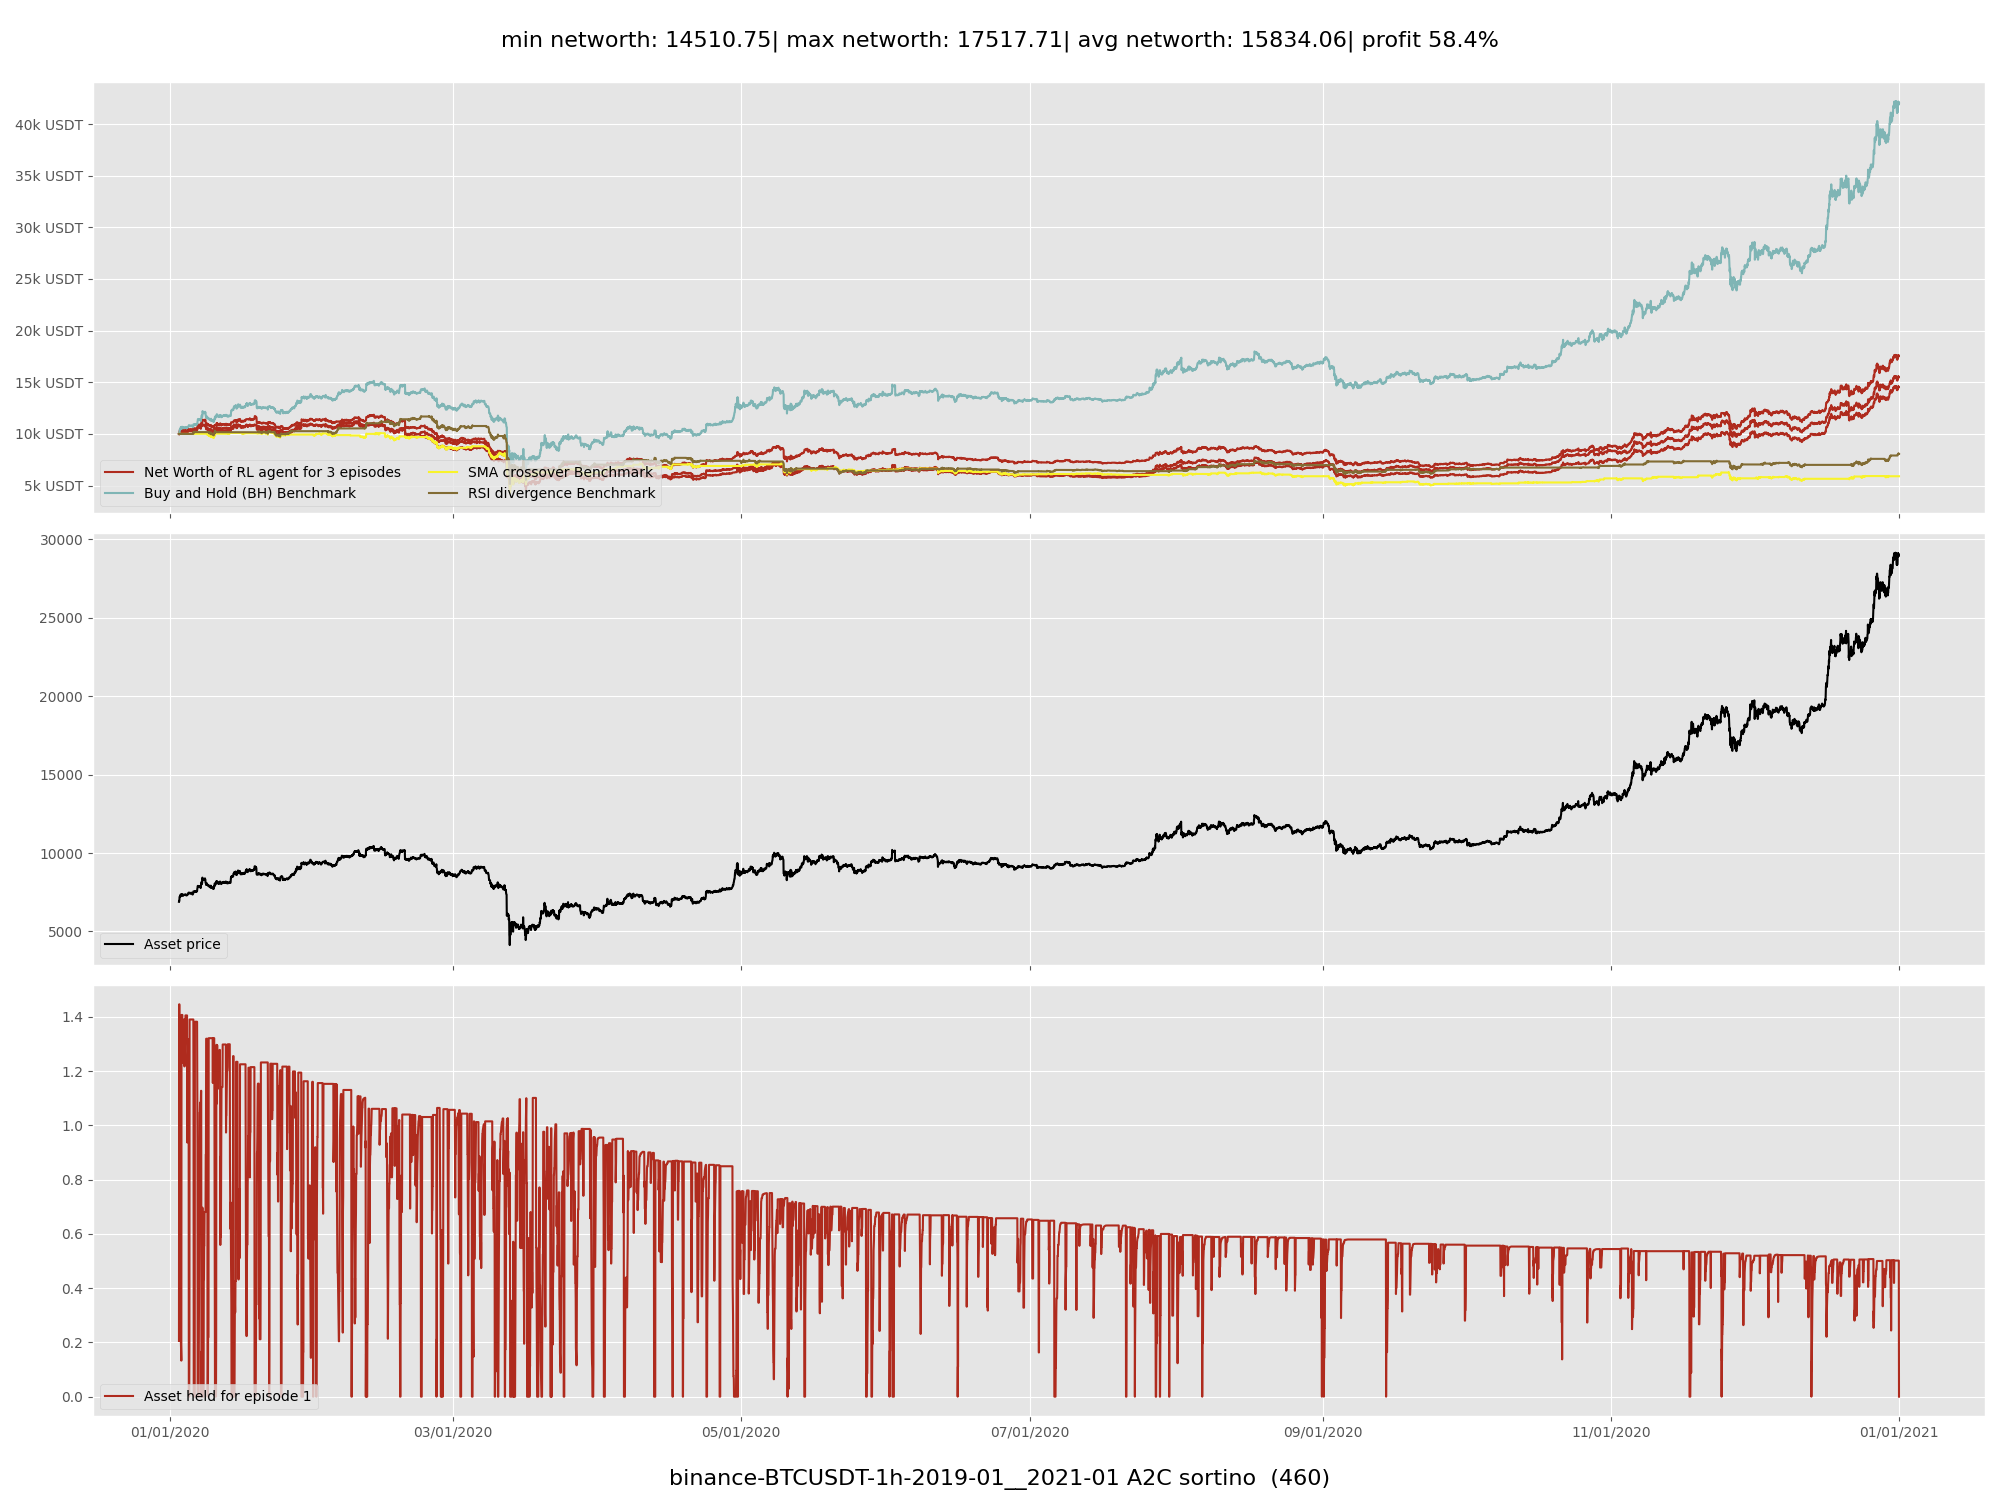 min networth: 14510.75| max networth: 17517.71| avg networth: 15834.06| profit 58.4%
40k USDT
35k USDT
30k USDT
25k USDT
20k USDT
15k USDT
10k USDT
5k USDT
Net Worth of RL agent for 3 episodes
Buy and Hold (BH) Benchmark
SMA crossover Benchmark
RSI divergence Benchmark
30000
25000
20000
15000
10000
5000
Asset price
1.4
1.2
1.0
0.8
0.6
0.4
0.2
0.0
Asset held for episode 1
01/01/2020 03/01/2020 05/01/2020 07/01/2020 09/01/2020 11/01/2020 01/01/2021
binance-BTCUSDT-1h-2019-01__2021-01 A2C sortino  (460)